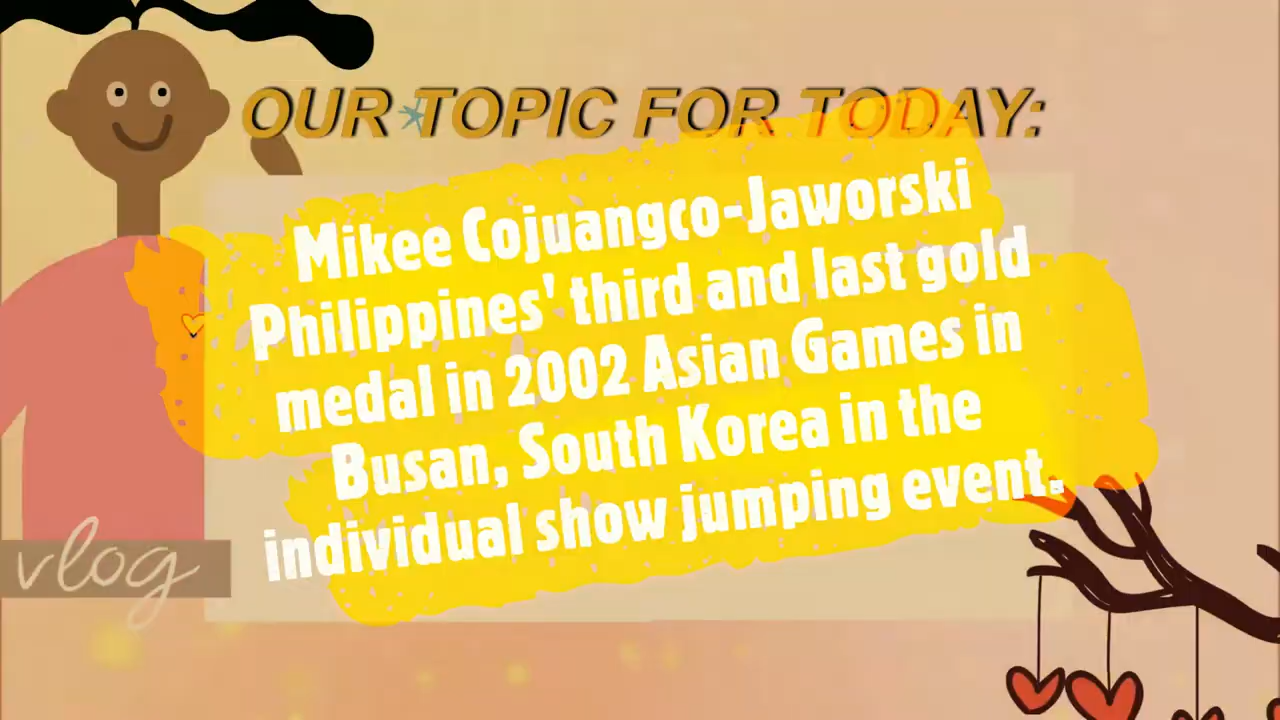 OUR TOPIC FOR TODAY:
Mikee Cojuangco-Jaworski
Philippines' third and last gold
medal in 2002 Asian Games in
Busan, South Korea in the
individual show jumping event.
vlog